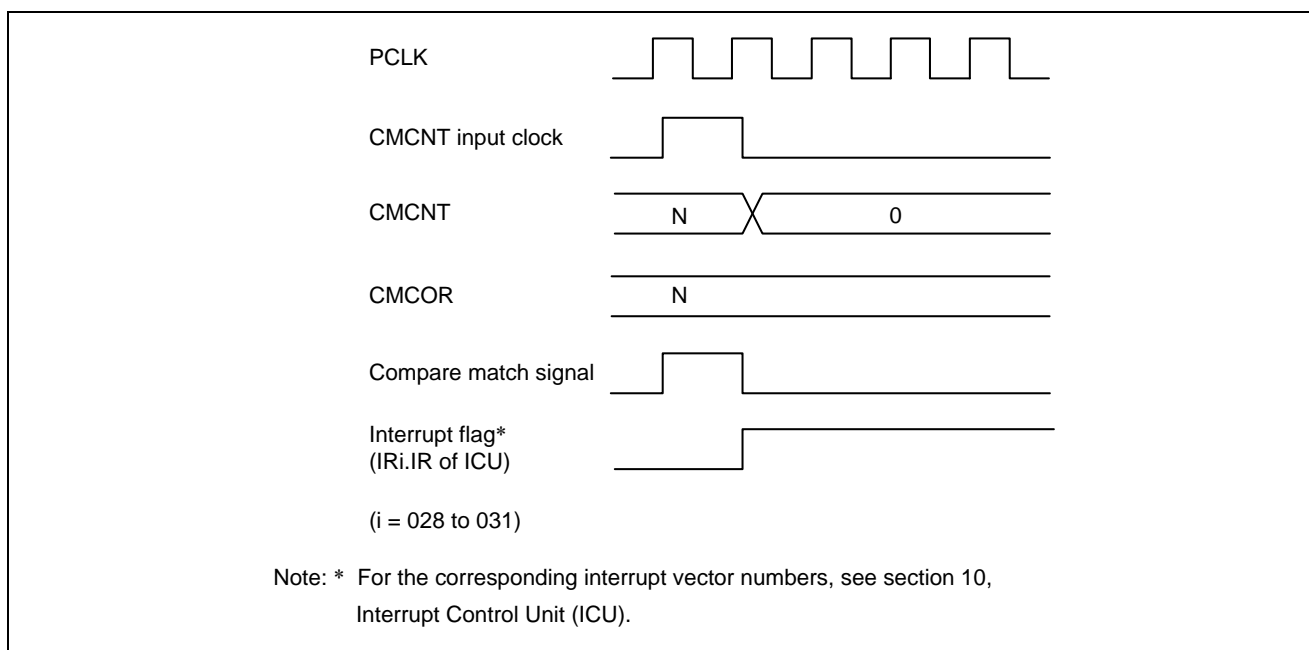 PCLK
CMCNT input clock
CMCNT
N
0
CMCOR
N
Compare match signal
Interrupt flag*
(IRi.IR of ICU)
(i = 028 to 031)
Note: * For the corresponding interrupt vector numbers, see section 10,
Interrupt Control Unit (ICU).